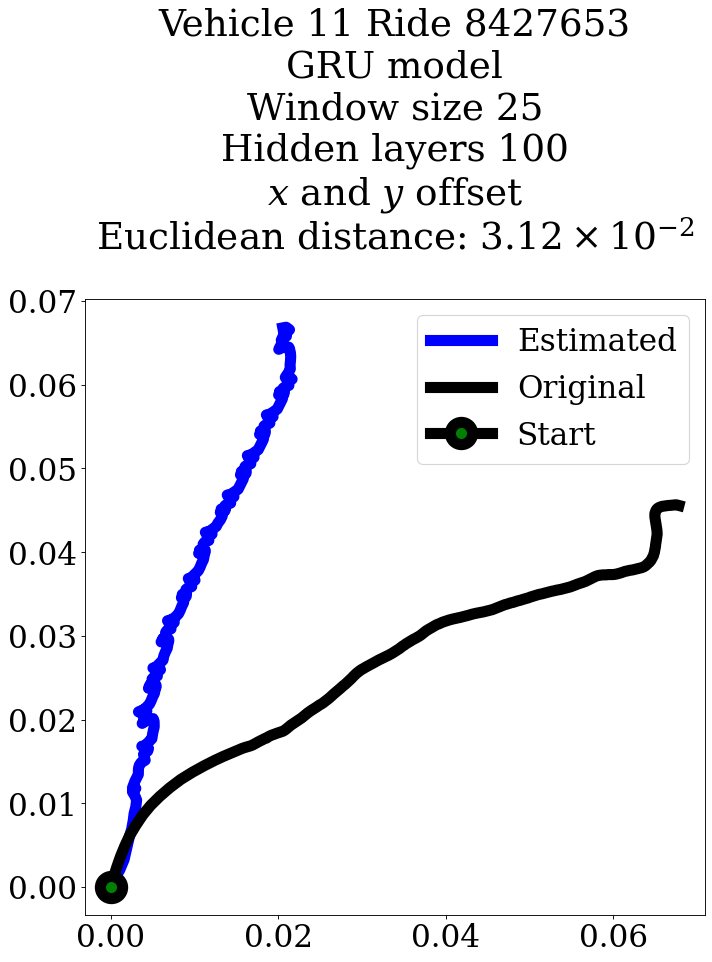 Vehicle 11 Ride 8427653
GRU model
Window size 25
Hidden layers 100
x and y offset
Euclidean distance: 3.12 × 10⁻²
0.07
0.06
0.05
0.04
0.03
0.02
0.01
0.00
Estimated
Original
Start
0.00 0.02 0.04 0.06